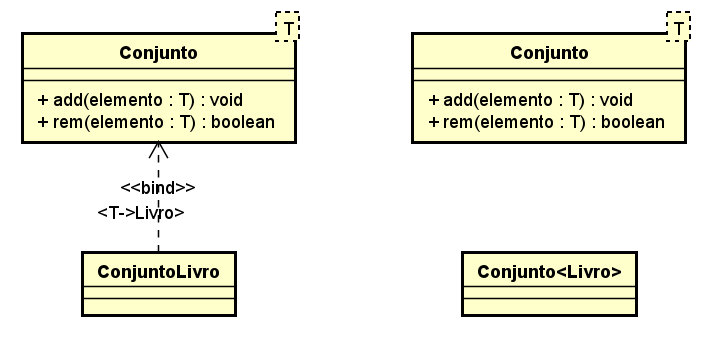 T
Conjunto
+ add(elemento : T) : void
+ rem(elemento : T) : boolean
<<bind>>
<T->Livro>
ConjuntoLivro
T
Conjunto
+ add(elemento : T) : void
+ rem(elemento : T) : boolean
Conjunto<Livro>